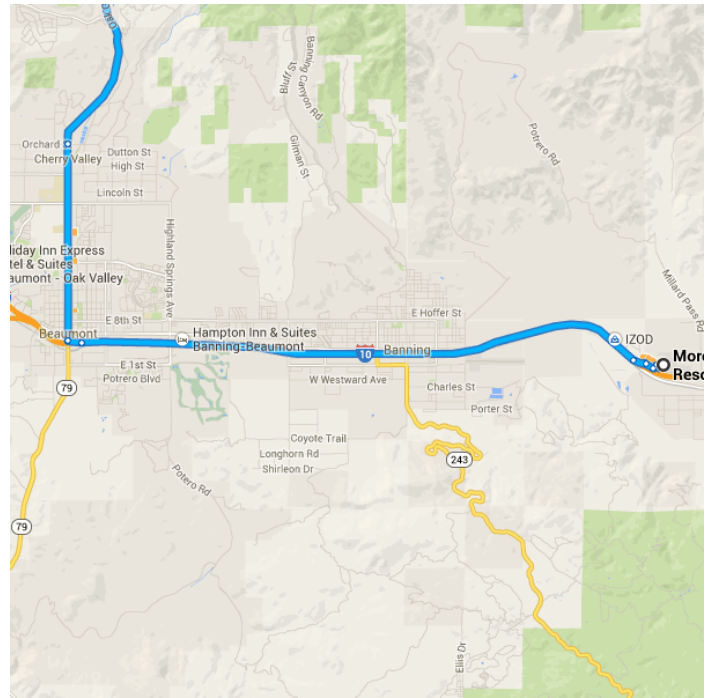 Bluff St
Banning Canyon Rd
Gilman St
Potrero Rd
Orchard
Cherry Valley
Dutton St
High St
Lincoln St
Highland Springs Ave
liday Inn Express
tel & Suites
aumont - Oak Valley
Millard Pass Rd
E Hoffer St
E 8th St
Beaumont
Hampton Inn & Suites
Banning-Beaumont
10
Banning
IZOD
Moro
Reso
E 1st St
Potrero Blvd
79
W Westward Ave
Charles St
Porter St
Coyote Trail
Longhorn Rd
Shirleon Dr
243
Potero Rd
79
Ellis Dr